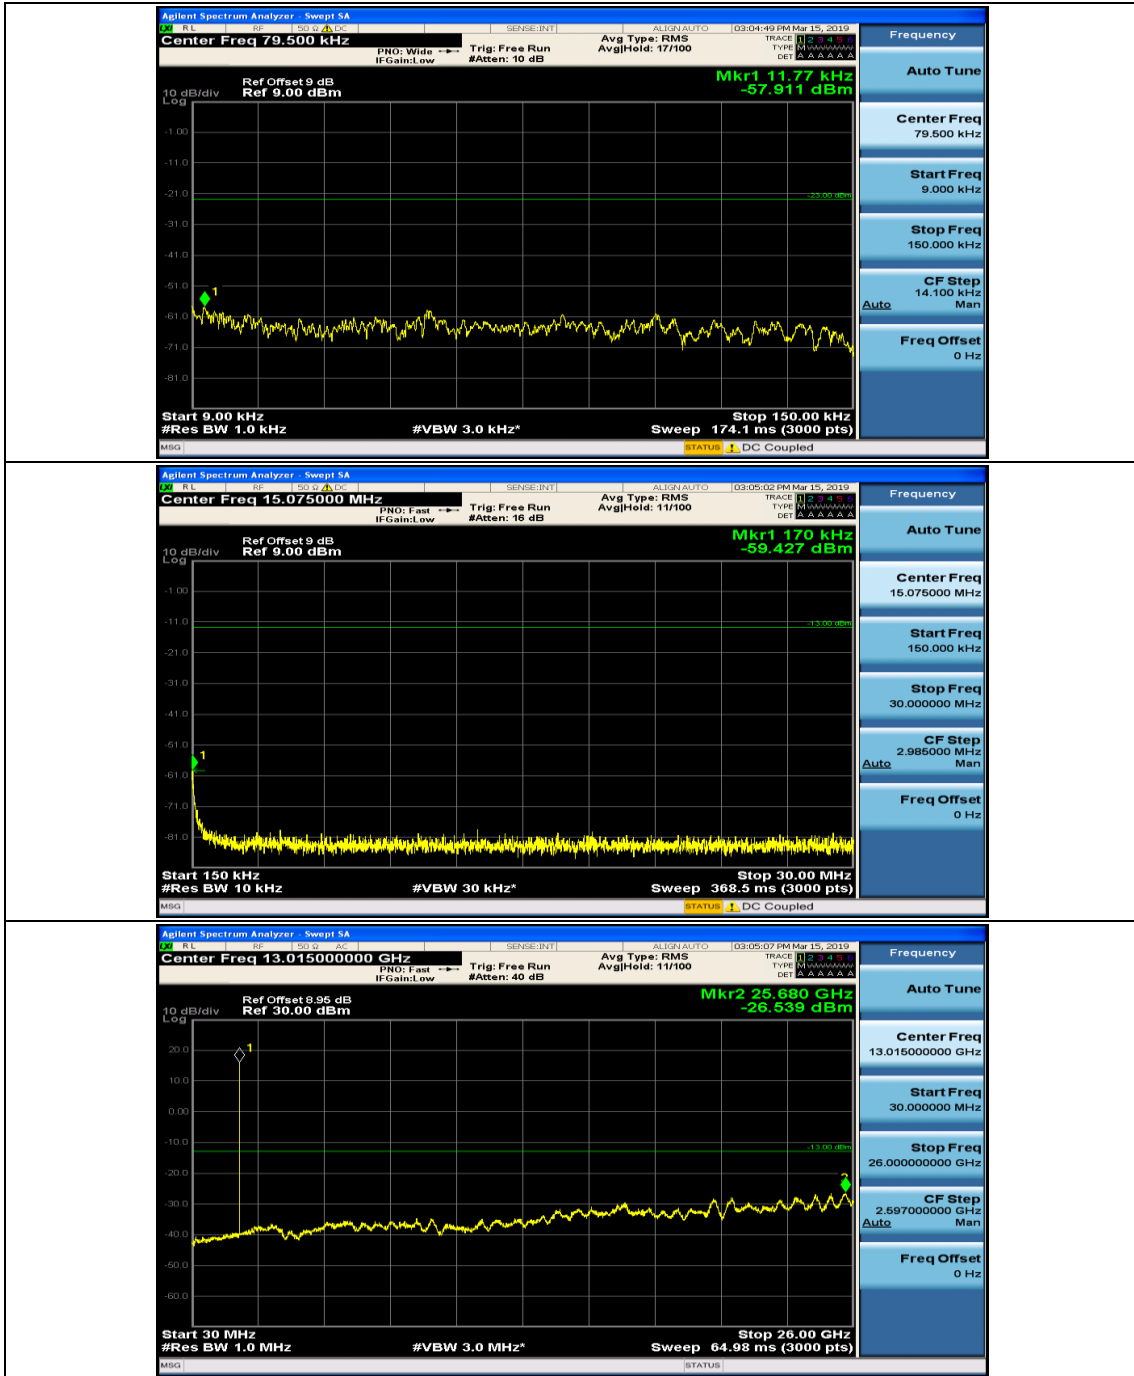 Agilent Spectrum Analyzer - Swept SA
LXI RL RF 50 Ω DC SENSE:INT ALIGN AUTO 03:04:49 PM Mar 15, 2019
Center Freq 79.500 kHz
PNO: Wide
IFGain:Low
Trig: Free Run
#Atten: 10 dB
Avg Type: RMS
Avg|Hold: 17/100
TRACE 1 2 3 4 5 6
TYPE M W W W W W
DET A A A A A A
Ref Offset 9 dB
Ref 9.00 dBm
10 dB/div
Log
Mkr1 11.77 kHz
-57.911 dBm
-1.00
-11.0
-21.0
-23.00 dBm
-31.0
-41.0
-51.0
1
-61.0
-71.0
-81.0
Start 9.00 kHz
Stop 150.00 kHz
#Res BW 1.0 kHz
#VBW 3.0 kHz*
Sweep 174.1 ms (3000 pts)
MSG
STATUS
DC Coupled
Frequency
Auto Tune
Center Freq
79.500 kHz
Start Freq
9.000 kHz
Stop Freq
150.000 kHz
CF Step
14.100 kHz
Auto Man
Freq Offset
0 Hz
Agilent Spectrum Analyzer - Swept SA
LXI RL RF 50 Ω DC SENSE:INT ALIGN AUTO 03:05:02 PM Mar 15, 2019
Center Freq 15.075000 MHz
PNO: Fast
IFGain:Low
Trig: Free Run
#Atten: 16 dB
Avg Type: RMS
Avg|Hold: 11/100
TRACE 1 2 3 4 5 6
TYPE M W W W W W
DET A A A A A A
Ref Offset 9 dB
Ref 9.00 dBm
10 dB/div
Log
Mkr1 170 kHz
-59.427 dBm
-1.00
-11.0
-13.00 dBm
-21.0
-31.0
-41.0
-51.0
1
-61.0
-71.0
-81.0
Start 150 kHz
Stop 30.00 MHz
#Res BW 10 kHz
#VBW 30 kHz*
Sweep 368.5 ms (3000 pts)
MSG
STATUS
DC Coupled
Frequency
Auto Tune
Center Freq
15.075000 MHz
Start Freq
150.000 kHz
Stop Freq
30.000000 MHz
CF Step
2.985000 MHz
Auto Man
Freq Offset
0 Hz
Agilent Spectrum Analyzer - Swept SA
LXI RL RF 50 Ω AC SENSE:INT ALIGN AUTO 03:05:07 PM Mar 15, 2019
Center Freq 13.015000000 GHz
PNO: Fast
IFGain:Low
Trig: Free Run
#Atten: 40 dB
Avg Type: RMS
Avg|Hold: 11/100
TRACE 1 2 3 4 5 6
TYPE M W W W W W
DET A A A A A A
Ref Offset 8.95 dB
Ref 30.00 dBm
10 dB/div
Log
Mkr2 25.680 GHz
-26.539 dBm
20.0
1
10.0
0.00
-10.0
-13.00 dBm
-20.0
2
-30.0
-40.0
-50.0
-60.0
Start 30 MHz
Stop 26.00 GHz
#Res BW 1.0 MHz
#VBW 3.0 MHz*
Sweep 64.98 ms (3000 pts)
MSG
STATUS
Frequency
Auto Tune
Center Freq
13.015000000 GHz
Start Freq
30.000000 MHz
Stop Freq
26.000000000 GHz
CF Step
2.597000000 GHz
Auto Man
Freq Offset
0 Hz